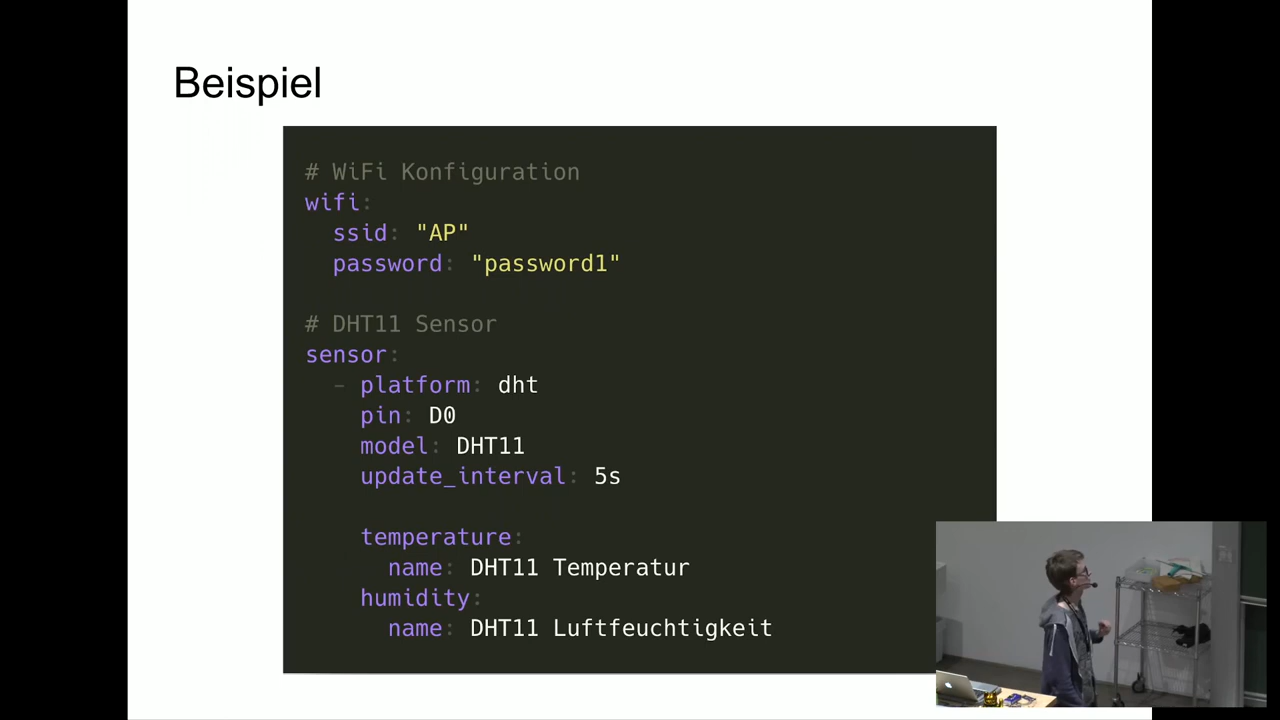 Beispiel
# WiFi Konfiguration
wifi:
  ssid: "AP"
  password: "password1"
# DHT11 Sensor
sensor:
  - platform: dht
    pin: D0
    model: DHT11
    update_interval: 5s
    temperature:
      name: DHT11 Temperatur
    humidity:
      name: DHT11 Luftfeuchtigkeit